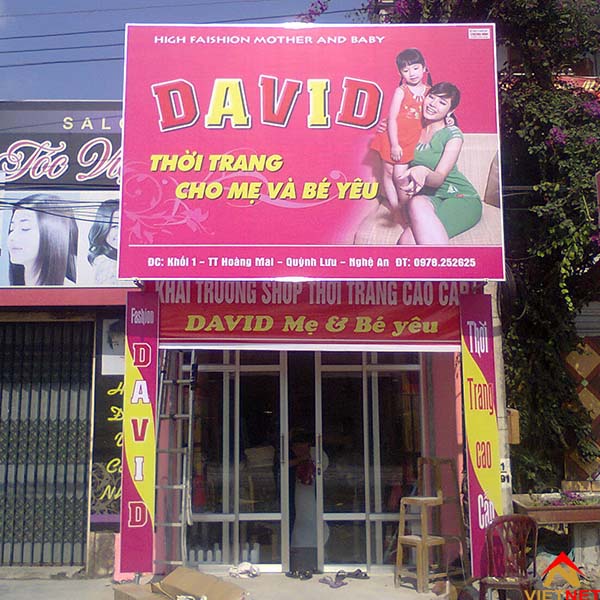 HIGH FAISHION MOTHER AND BABY
DAVID
THỜI TRANG
CHO MẸ VÀ BÉ YÊU
ĐC: Khối 1 - TT Hoàng Mai - Quỳnh Lưu - Nghệ An ĐT: 0978.252625
KHAI TRƯƠNG SHOP THỜI TRANG CAO CẤP
DAVID Mẹ & Bé yêu
Fashion
DAVID
Thời
Trang
cao
Cấp
SALO
Tóc
VIETNET